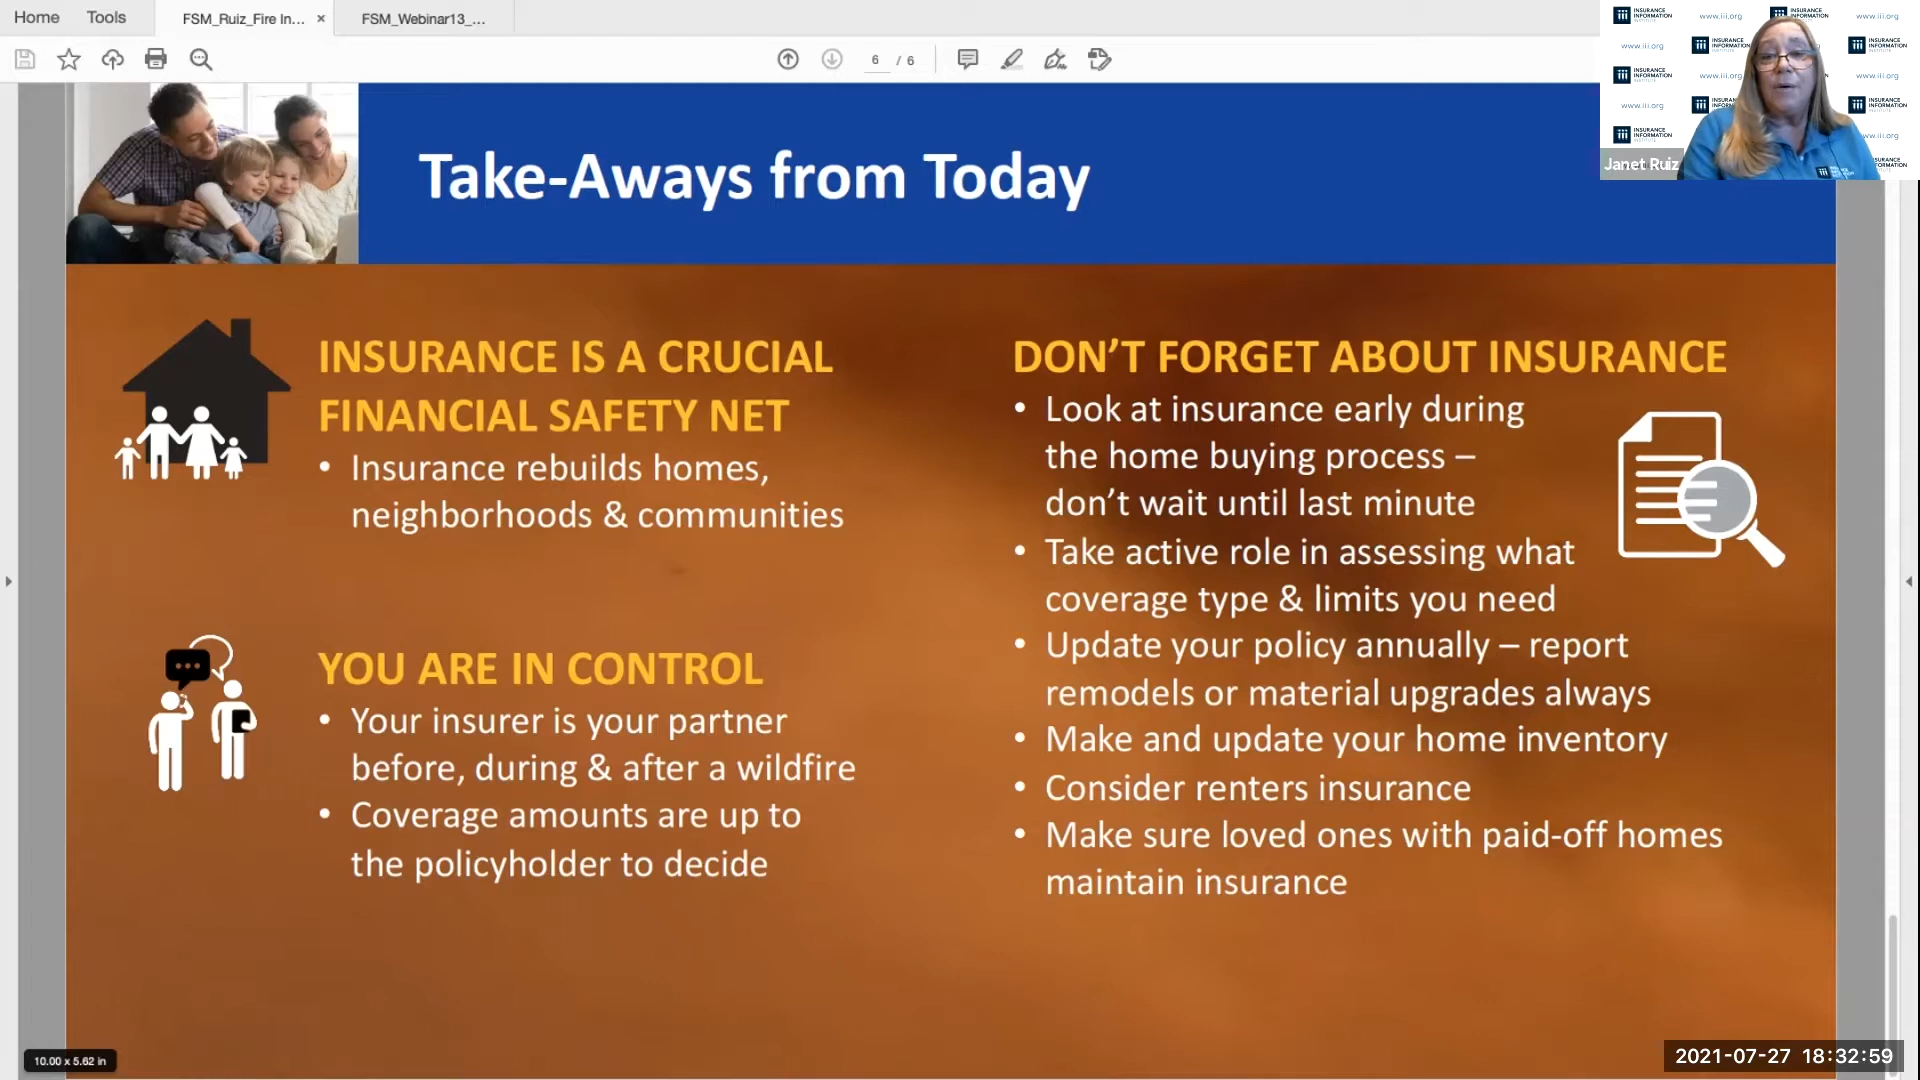 Home
Tools
FSM_Ruiz_Fire In...
×
FSM_Webinar13_...
6
/ 6
Take-Aways from Today
INSURANCE IS A CRUCIAL
FINANCIAL SAFETY NET
• Insurance rebuilds homes,
neighborhoods & communities
YOU ARE IN CONTROL
• Your insurer is your partner
before, during & after a wildfire
• Coverage amounts are up to
the policyholder to decide
DON’T FORGET ABOUT INSURANCE
• Look at insurance early during
the home buying process –
don’t wait until last minute
• Take active role in assessing what
coverage type & limits you need
• Update your policy annually – report
remodels or material upgrades always
• Make and update your home inventory
• Consider renters insurance
• Make sure loved ones with paid-off homes
maintain insurance
INSURANCE
INFORMATION
INSTITUTE
www.iii.org
Janet Ruiz
10.00 x 5.62 in
2021-07-27 18:32:59